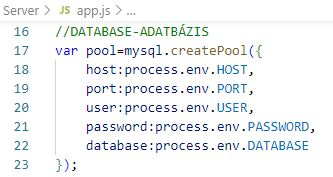 Server > JS app.js > ...
16 //DATABASE-ADATBÁZIS
17 var pool=mysql.createPool({
18 host:process.env.HOST,
19 port:process.env.PORT,
20 user:process.env.USER,
21 password:process.env.PASSWORD,
22 database:process.env.DATABASE
23 });